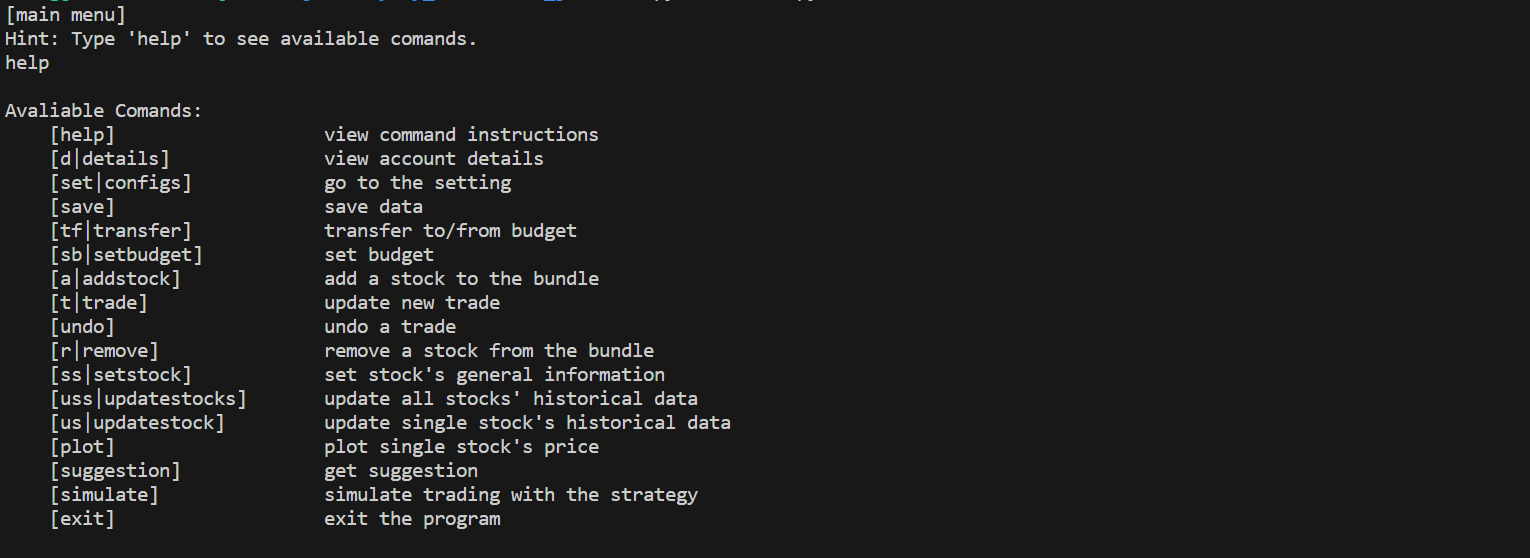 [main menu]
Hint: Type 'help' to see available comands.
help
Avaliable Comands:
[help] view command instructions
[d|details] view account details
[set|configs] go to the setting
[save] save data
[tf|transfer] transfer to/from budget
[sb|setbudget] set budget
[a|addstock] add a stock to the bundle
[t|trade] update new trade
[undo] undo a trade
[r|remove] remove a stock from the bundle
[ss|setstock] set stock's general information
[uss|updatestocks] update all stocks' historical data
[us|updatestock] update single stock's historical data
[plot] plot single stock's price
[suggestion] get suggestion
[simulate] simulate trading with the strategy
[exit] exit the program